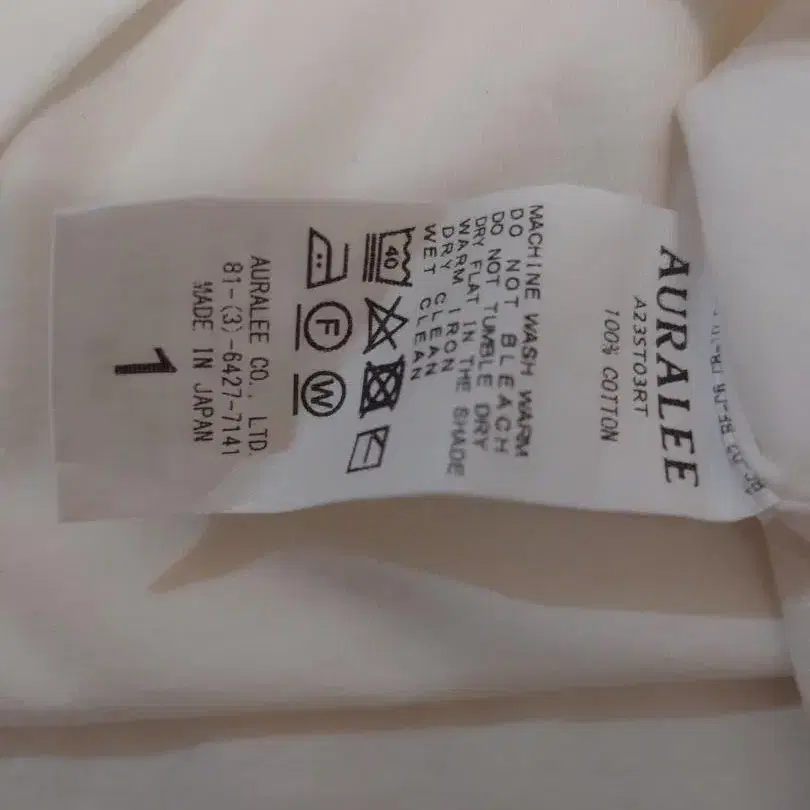 AURALEE
A23ST03RT
100% COTTON
MACHINE WASH WARM
DO NOT BLEACH
DO NOT TUMBLE DRY
DRY FLAT IN THE SHADE
WARM IRON
DRY CLEAN
WET CLEAN
40
F W
AURALEE CO., LTD.
81-(3)-6427-7141
MADE IN JAPAN
1